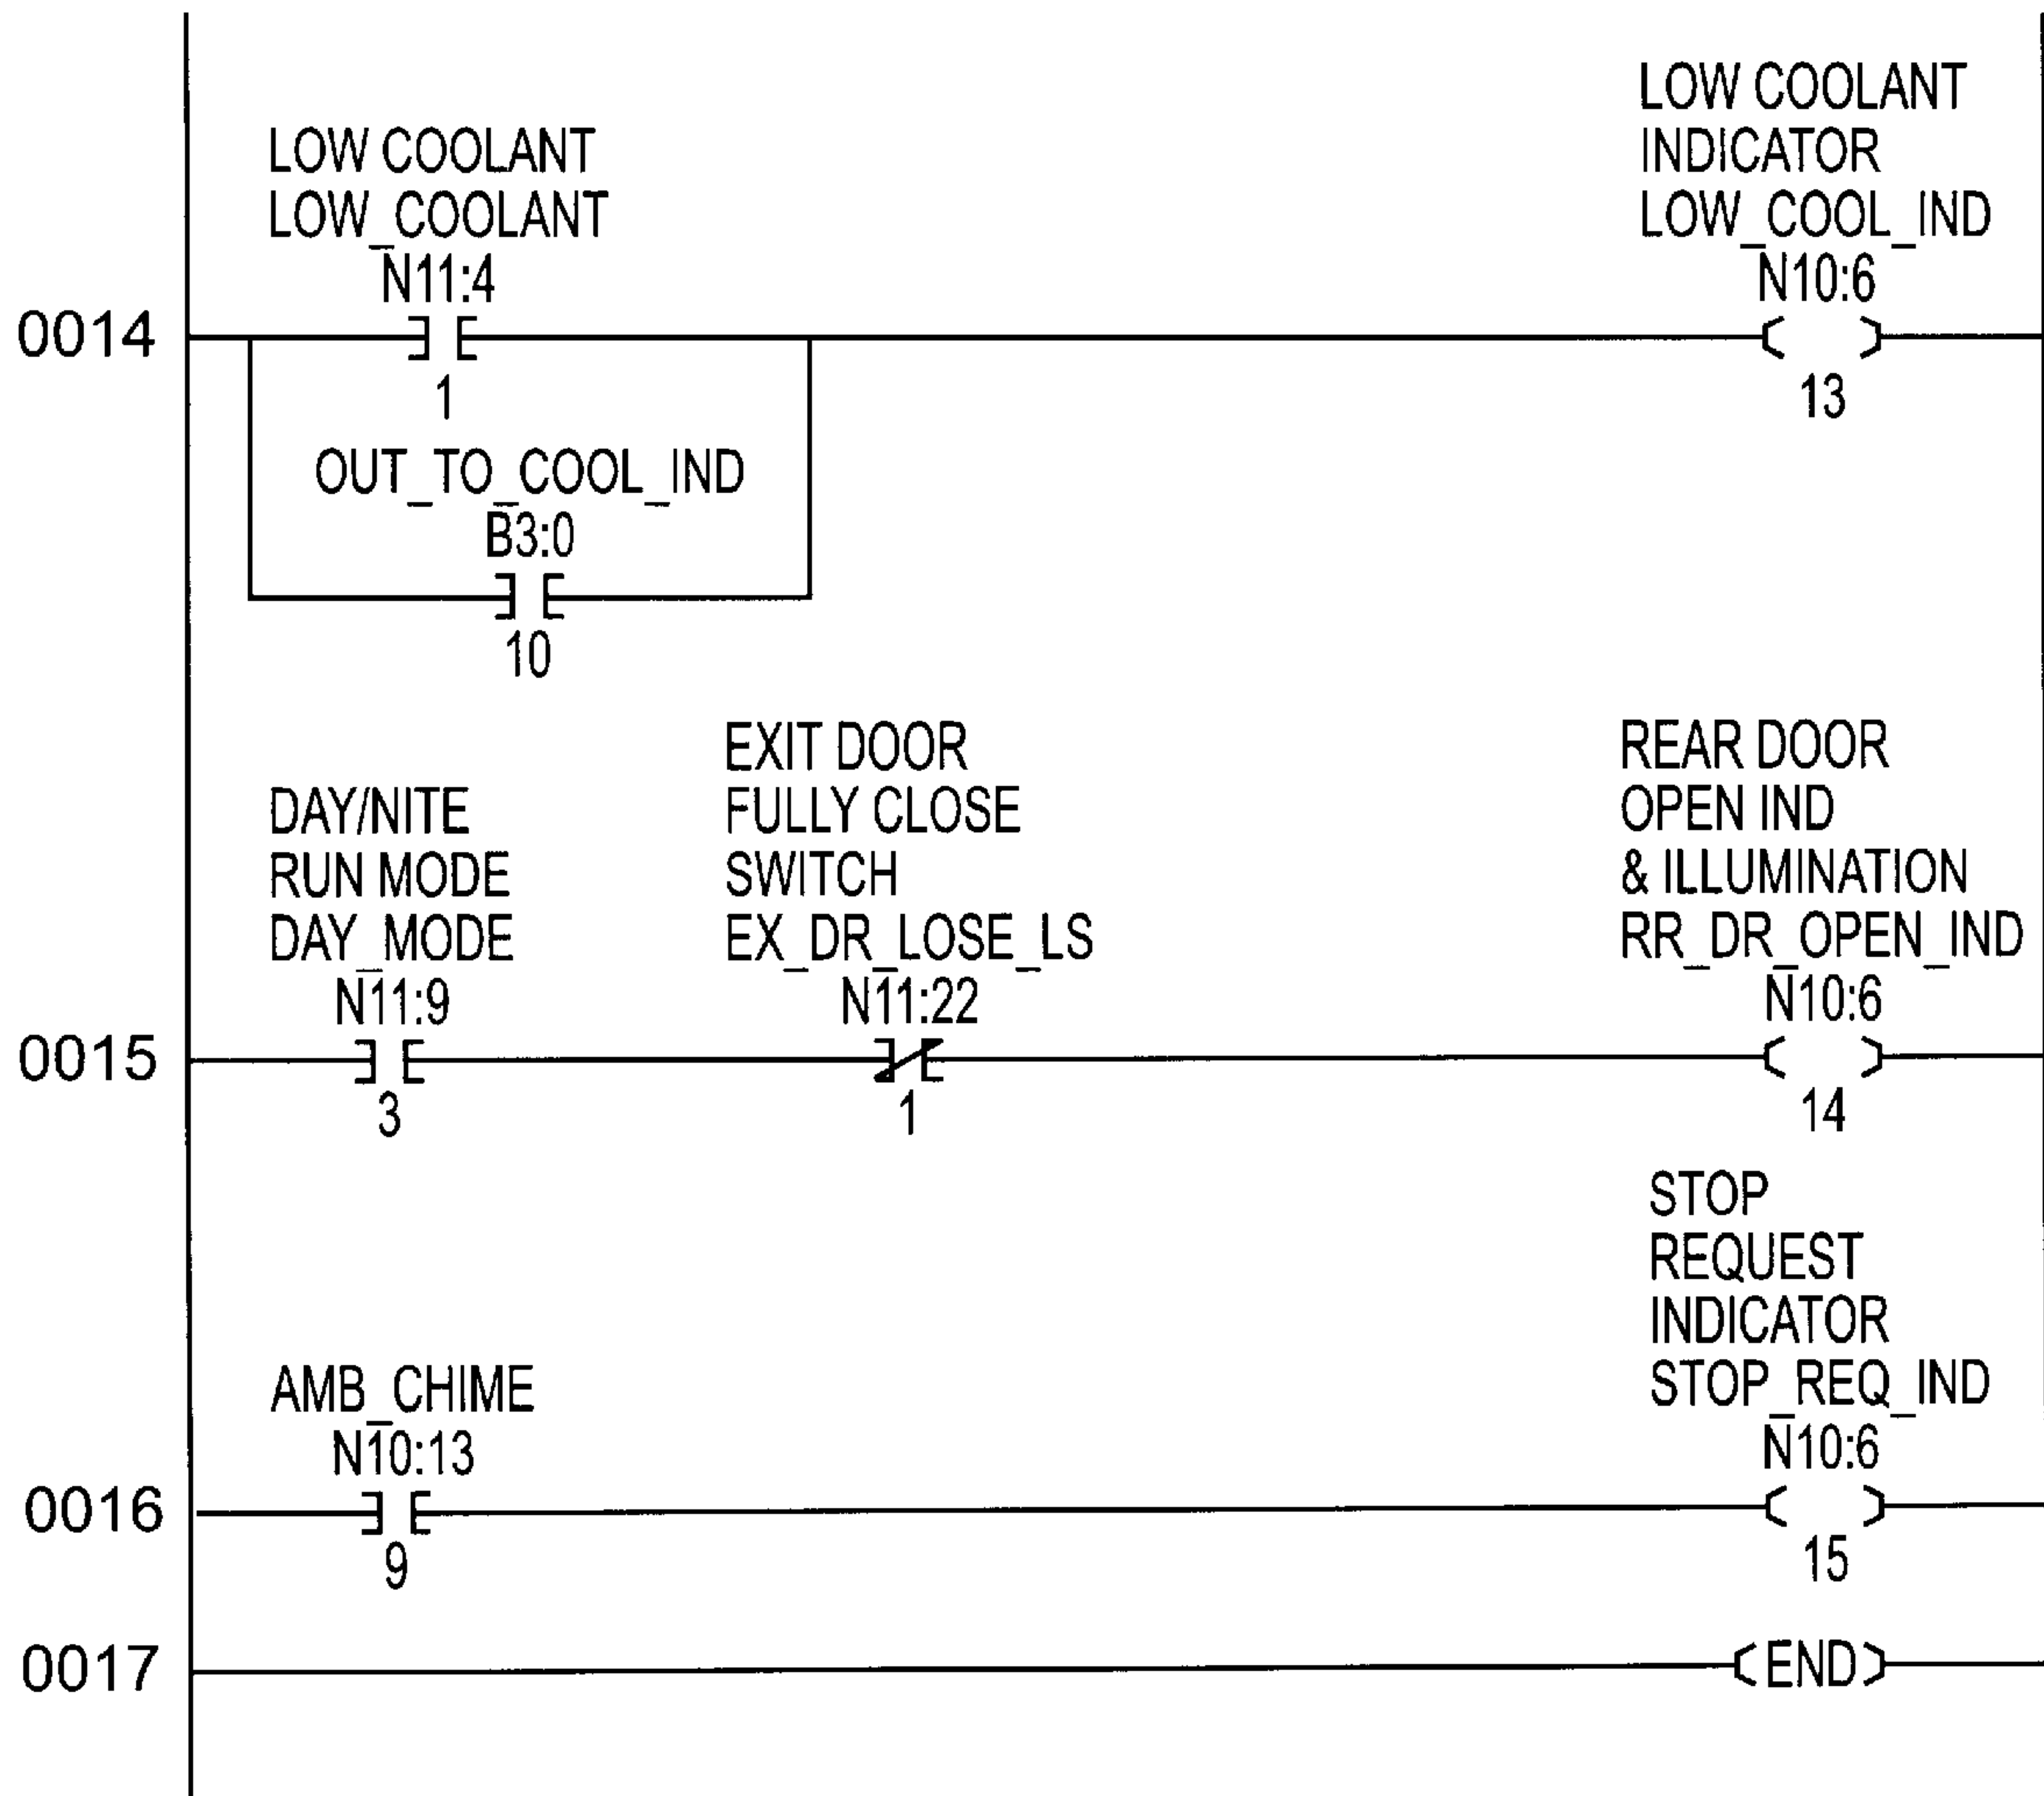 LOW COOLANT
LOW_COOLANT
N11:4
1
LOW COOLANT
INDICATOR
LOW_COOL_IND
N10:6
13
0014
OUT_TO_COOL_IND
B3:0
10
DAY/NITE
RUN MODE
DAY_MODE
N11:9
3
EXIT DOOR
FULLY CLOSE
SWITCH
EX_DR_LOSE_LS
N11:22
1
REAR DOOR
OPEN IND
& ILLUMINATION
RR_DR_OPEN_IND
N10:6
14
0015
AMB_CHIME
N10:13
9
STOP
REQUEST
INDICATOR
STOP_REQ_IND
N10:6
15
0016
0017
END